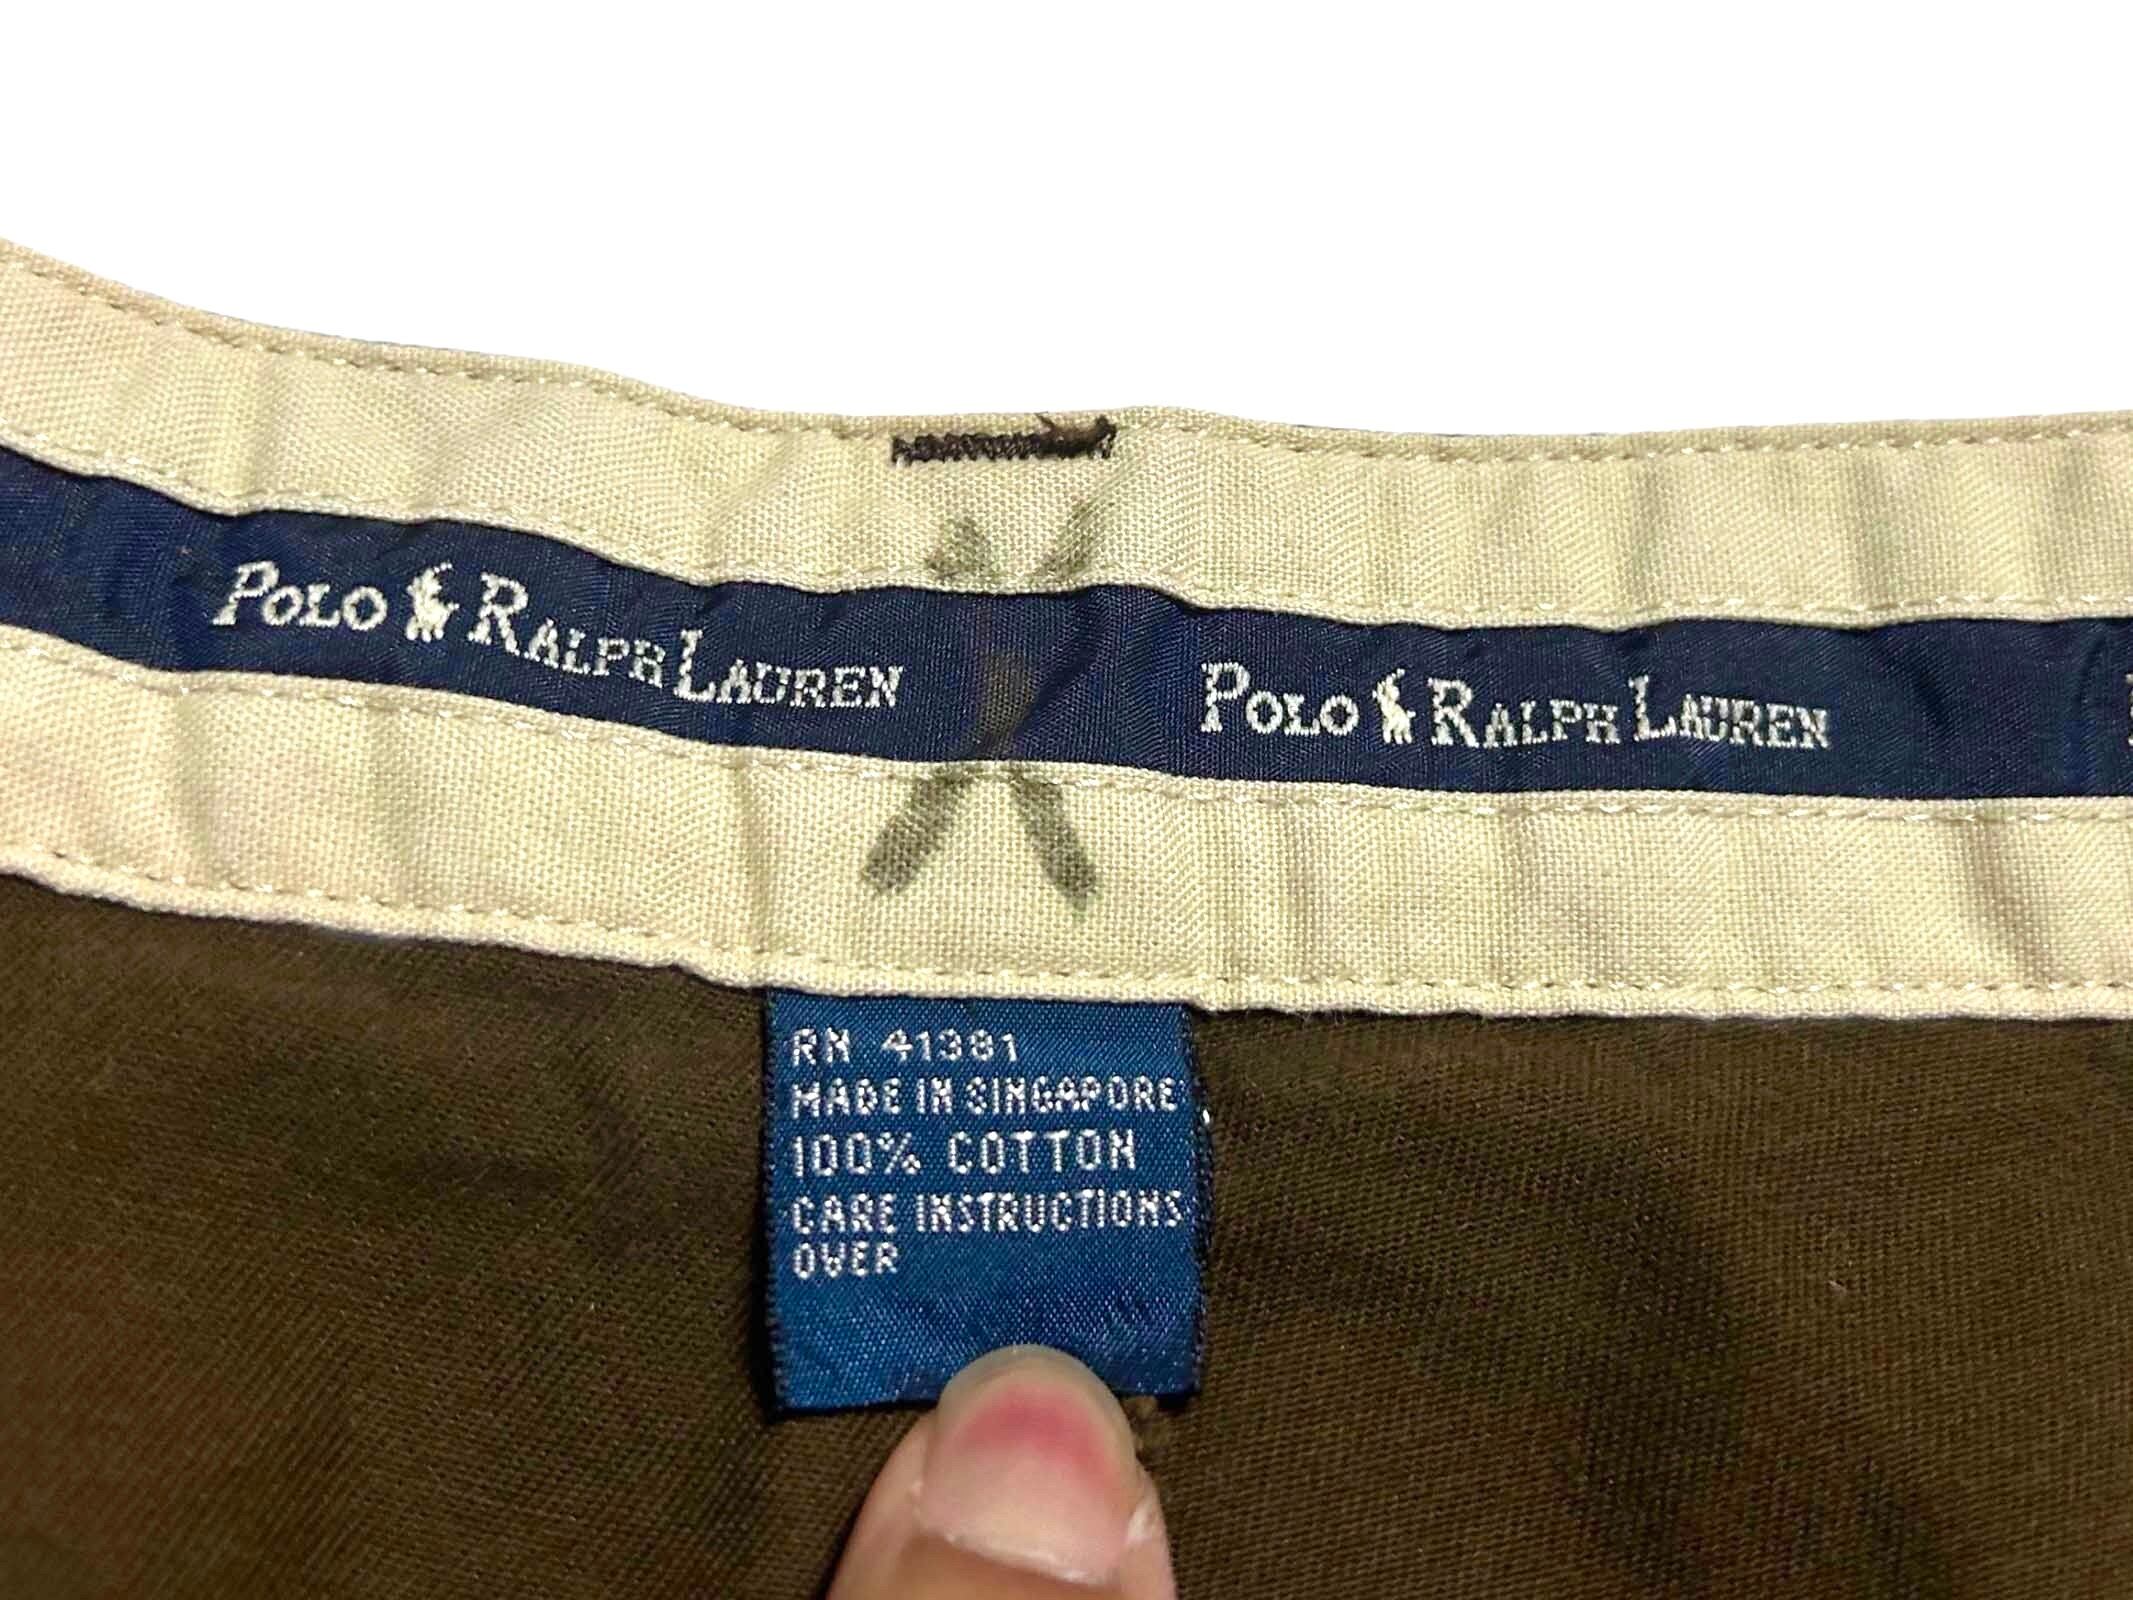 POLO RALPH LAUREN
POLO RALPH LAUREN
RN 41381
MADE IN SINGAPORE
100% COTTON
CARE INSTRUCTIONS
OVER